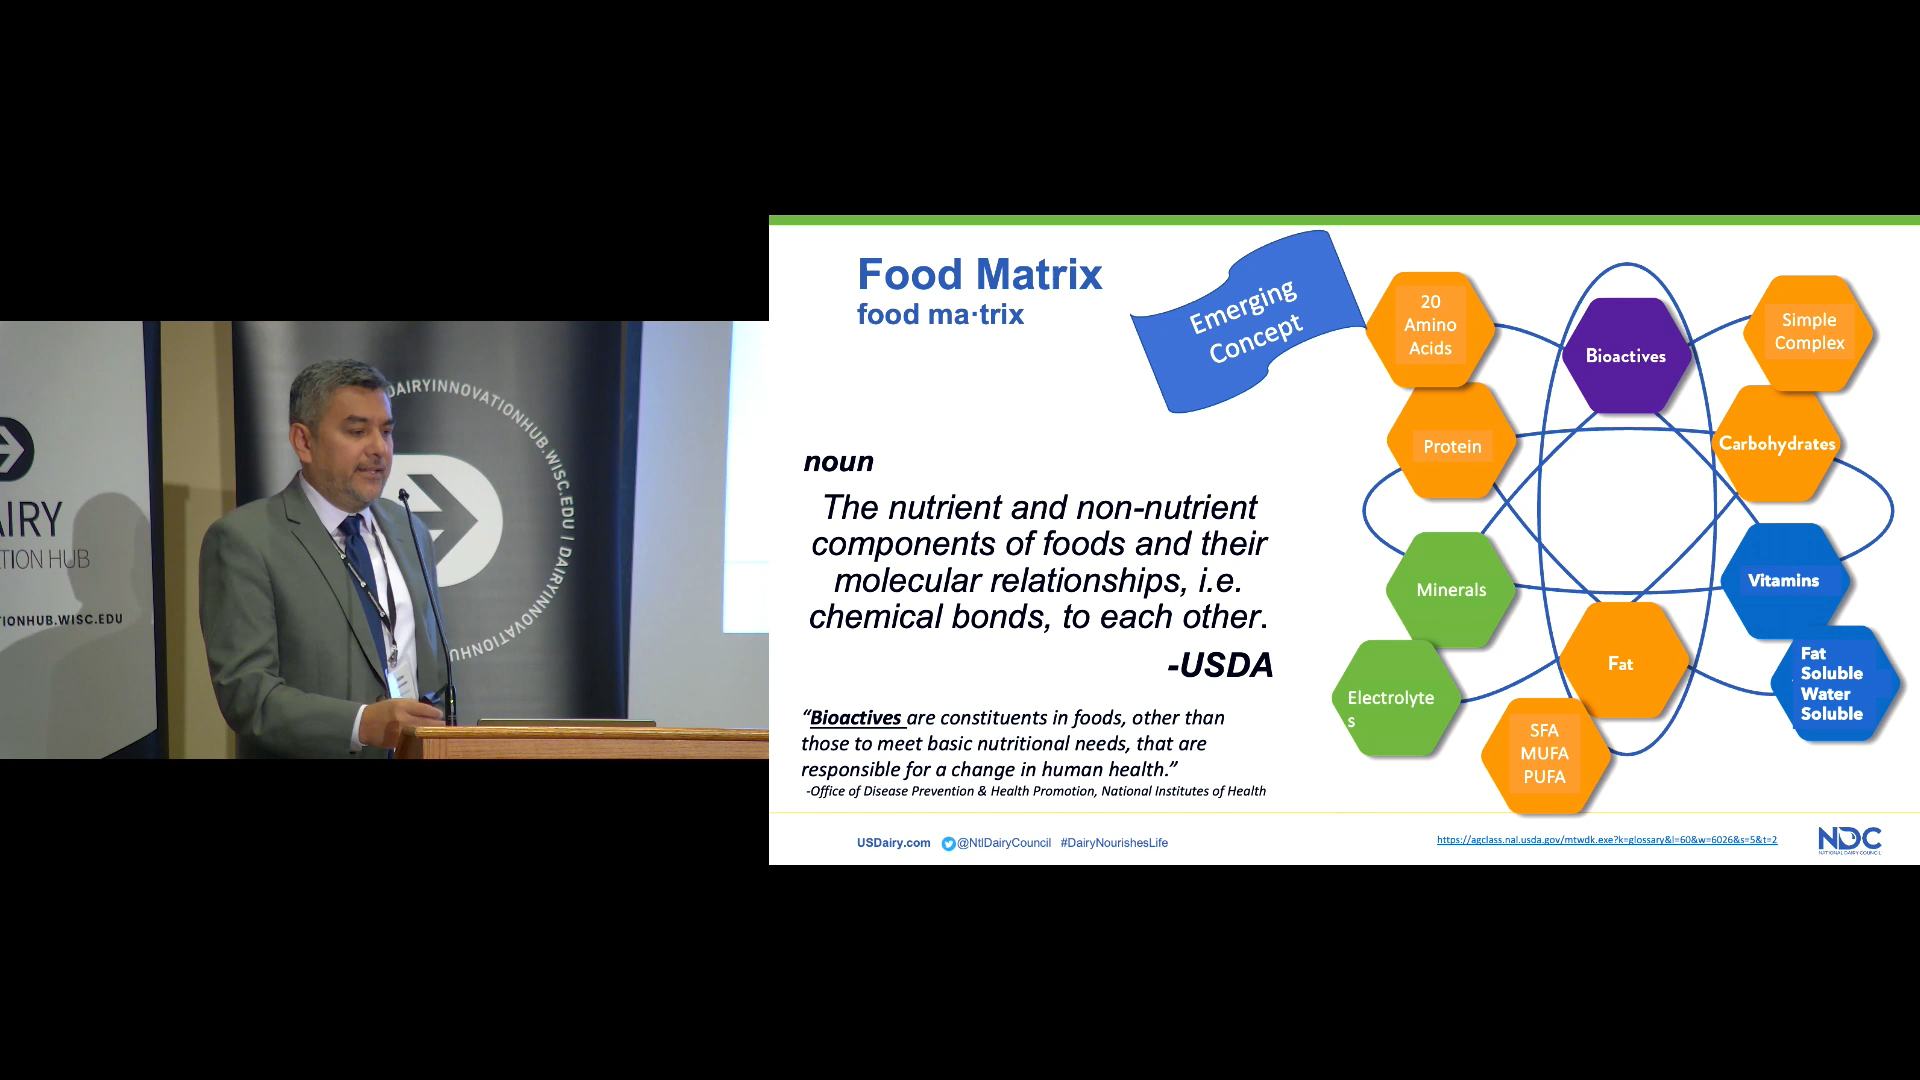 AIRY
TION HUB
IONHUB.WISC.EDU
DAIRYINNOVATIONHUB.WISC.EDU | DAIRYINNOVATIONHU
Food Matrix
food ma·trix
Emerging
Concept
noun
The nutrient and non-nutrient
components of foods and their
molecular relationships, i.e.
chemical bonds, to each other.
-USDA
“Bioactives are constituents in foods, other than
those to meet basic nutritional needs, that are
responsible for a change in human health.”
-Office of Disease Prevention & Health Promotion, National Institutes of Health
20
Amino
Acids
Bioactives
Simple
Complex
Protein
Carbohydrates
Minerals
Vitamins
Electrolyte
s
Fat
Fat
Soluble
Water
Soluble
SFA
MUFA
PUFA
USDairy.com @NtlDairyCouncil #DairyNourishesLife
https://agclass.nal.usda.gov/mtwdk.exe?k=glossary&l=60&w=6026&s=5&t=2
NDC
NATIONAL DAIRY COUNCIL